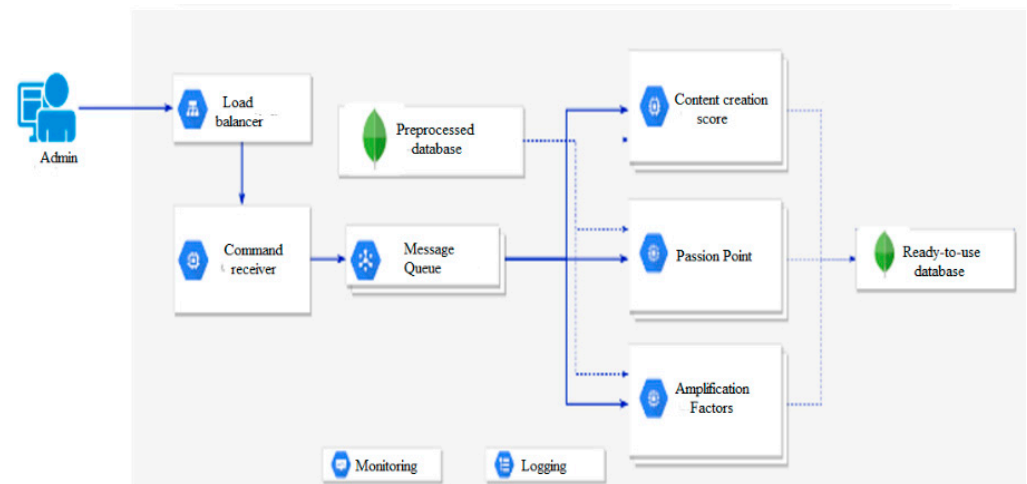 Admin
Load
balancer
Command
receiver
Preprocessed
database
Message
Queue
Content creation
score
Passion Point
Amplification
Factors
Ready-to-use
database
Monitoring
Logging